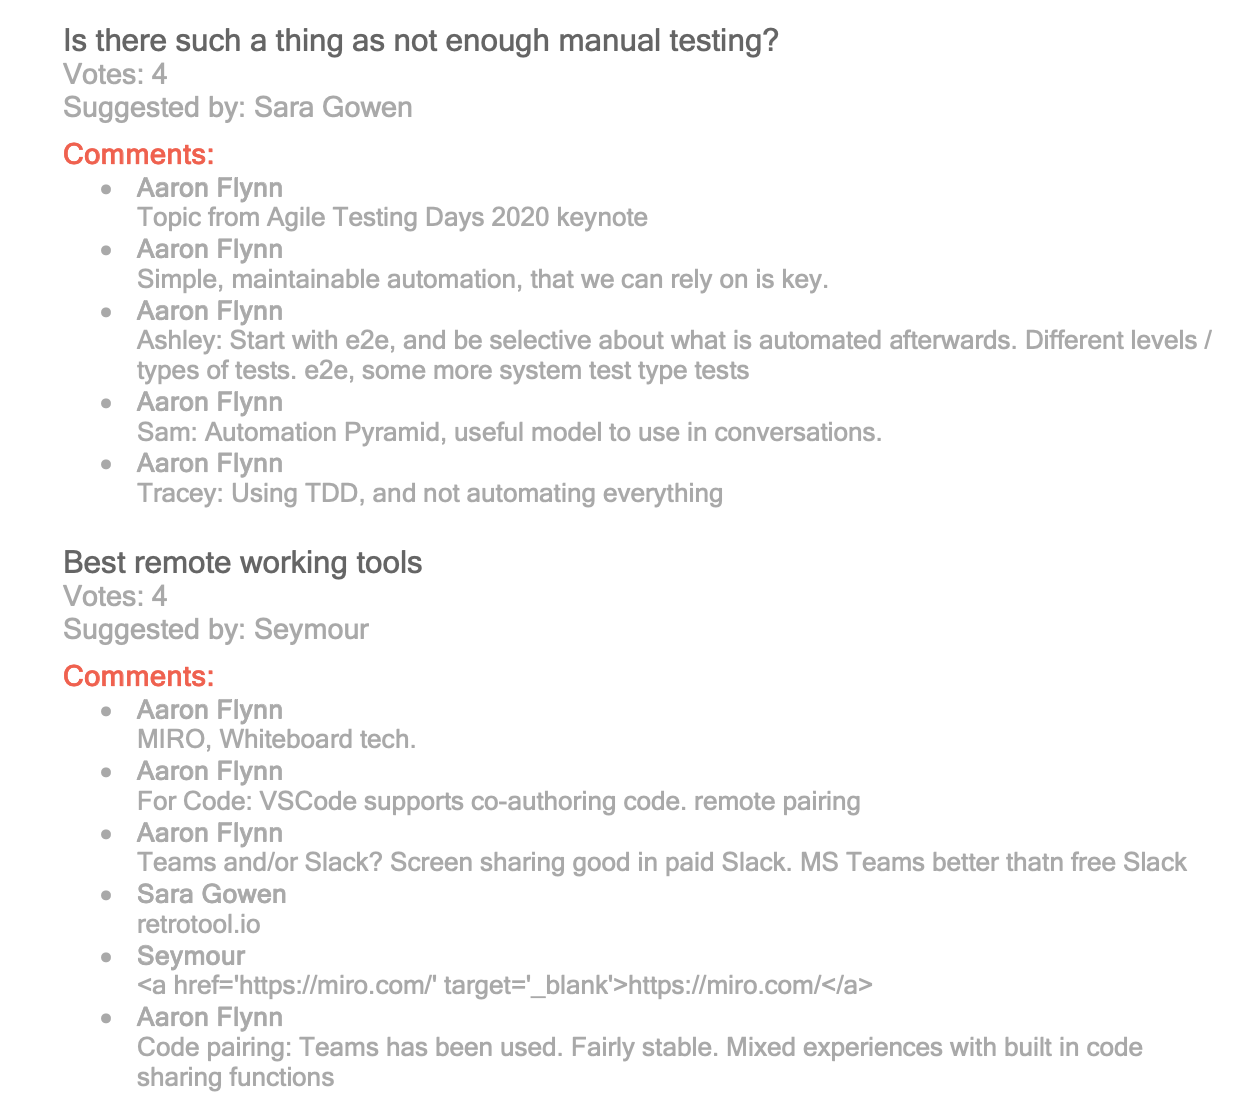 Is there such a thing as not enough manual testing?
Votes: 4
Suggested by: Sara Gowen
Comments:
• Aaron Flynn
Topic from Agile Testing Days 2020 keynote
• Aaron Flynn
Simple, maintainable automation, that we can rely on is key.
• Aaron Flynn
Ashley: Start with e2e, and be selective about what is automated afterwards. Different levels /
types of tests. e2e, some more system test type tests
• Aaron Flynn
Sam: Automation Pyramid, useful model to use in conversations.
• Aaron Flynn
Tracey: Using TDD, and not automating everything
Best remote working tools
Votes: 4
Suggested by: Seymour
Comments:
• Aaron Flynn
MIRO, Whiteboard tech.
• Aaron Flynn
For Code: VSCode supports co-authoring code. remote pairing
• Aaron Flynn
Teams and/or Slack? Screen sharing good in paid Slack. MS Teams better thatn free Slack
• Sara Gowen
retrotool.io
• Seymour
<a href='https://miro.com/' target='_blank'>https://miro.com/</a>
• Aaron Flynn
Code pairing: Teams has been used. Fairly stable. Mixed experiences with built in code
sharing functions